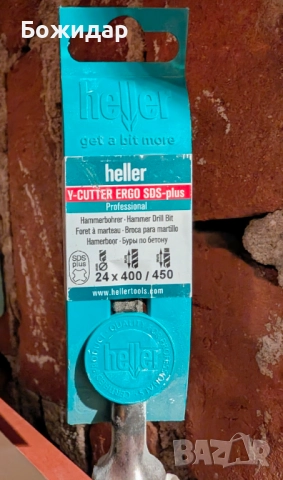 Божидар
heller
get a bit more
heller
Y-CUTTER ERGO SDS-plus
Professional
Hammerbohrer · Hammer Drill Bit
Foret à marteau · Broca para martillo
Hamerboor · Буры по бетону
SDS
plus
24 x 400 / 450
www.hellertools.com
heller
BAZAR